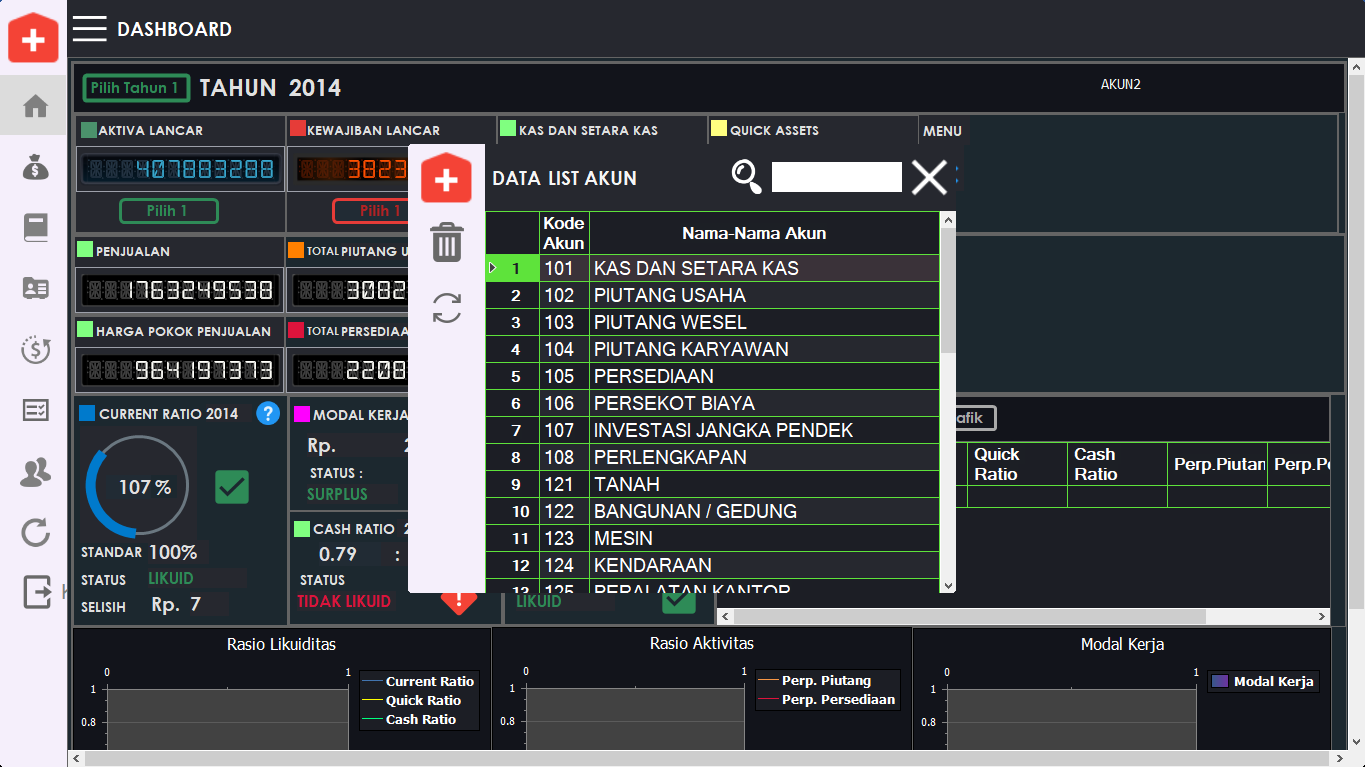 DASHBOARD
Pilih Tahun 1
TAHUN 2014
AKUN2
AKTIVA LANCAR
KEWAJIBAN LANCAR
KAS DAN SETARA KAS
QUICK ASSETS
MENU
407883288
3823
Pilih 1
Pilih 1
DATA LIST AKUN
PENJUALAN
TOTAL PIUTANG U
1763249538
3082
HARGA POKOK PENJUALAN
TOTAL PERSEDIAA
964197373
2208
Kode Akun
Nama-Nama Akun
1 101 KAS DAN SETARA KAS
2 102 PIUTANG USAHA
3 103 PIUTANG WESEL
4 104 PIUTANG KARYAWAN
5 105 PERSEDIAAN
6 106 PERSEKOT BIAYA
7 107 INVESTASI JANGKA PENDEK
8 108 PERLENGKAPAN
9 121 TANAH
10 122 BANGUNAN / GEDUNG
11 123 MESIN
12 124 KENDARAAN
13 125 PERALATAN KANTOR
CURRENT RATIO 2014
?
107 %
STANDAR 100%
STATUS LIKUID
SELISIH Rp. 7
MODAL KERJA
Rp. 2
STATUS :
SURPLUS
CASH RATIO 2
0.79 :
STATUS
TIDAK LIKUID
LIKUID
afik
Quick Ratio
Cash Ratio
Perp.Piutan
Perp.Pe
Rasio Likuiditas
0 1
1
0.8
Current Ratio
Quick Ratio
Cash Ratio
Rasio Aktivitas
0 1
1
0.8
Perp. Piutang
Perp. Persediaan
Modal Kerja
0 1
1
0.8
Modal Kerja